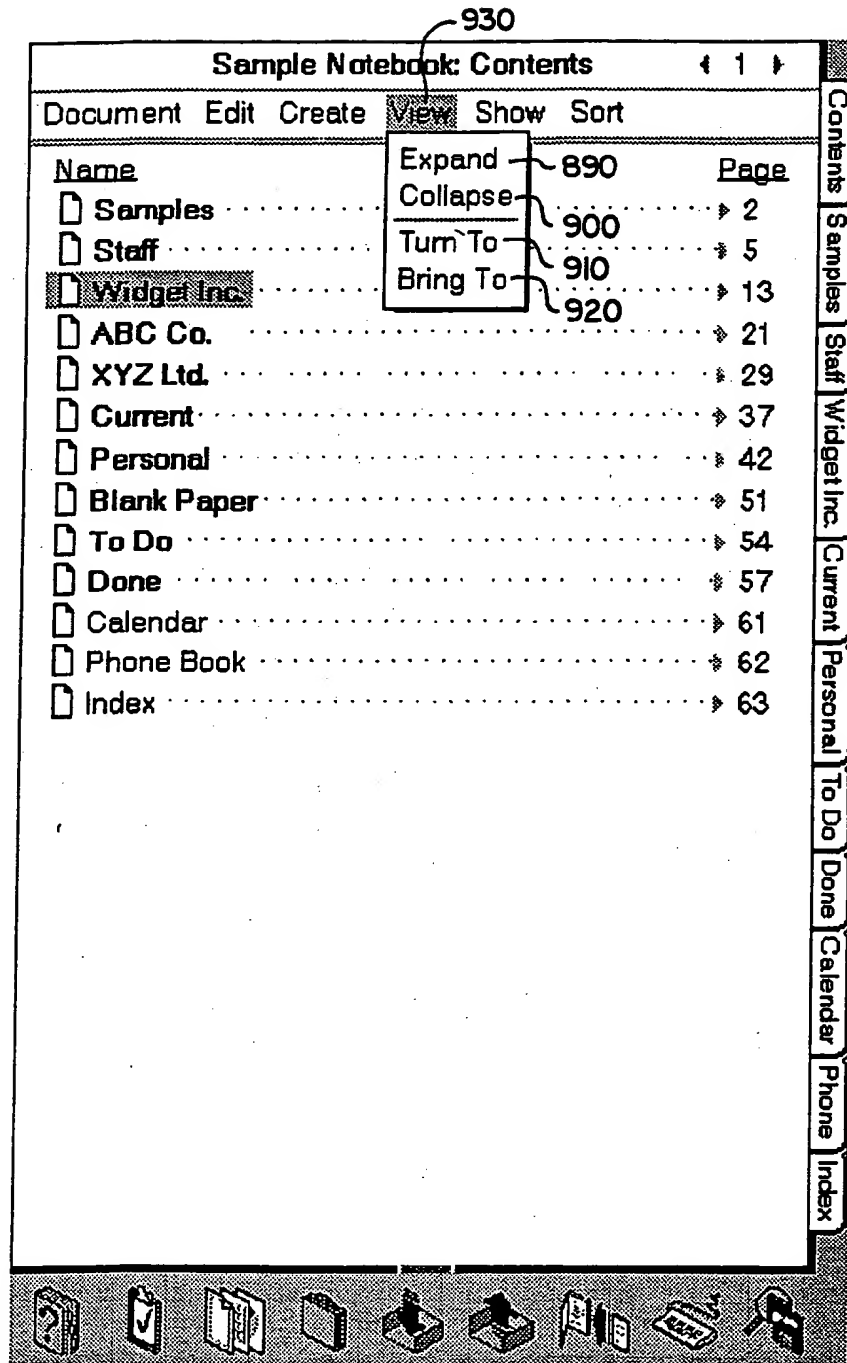 930
Sample Notebook: Contents 1
Document Edit Create View Show Sort
Name Page
Expand 890
Collapse 900
Turn To 910
Bring To 920
Samples 2
Staff 5
Widget Inc. 13
ABC Co. 21
XYZ Ltd. 29
Current 37
Personal 42
Blank Paper 51
To Do 54
Done 57
Calendar 61
Phone Book 62
Index 63
Contents
Samples
Staff
Widget Inc.
Current
Personal
To Do
Done
Calendar
Phone
Index
?